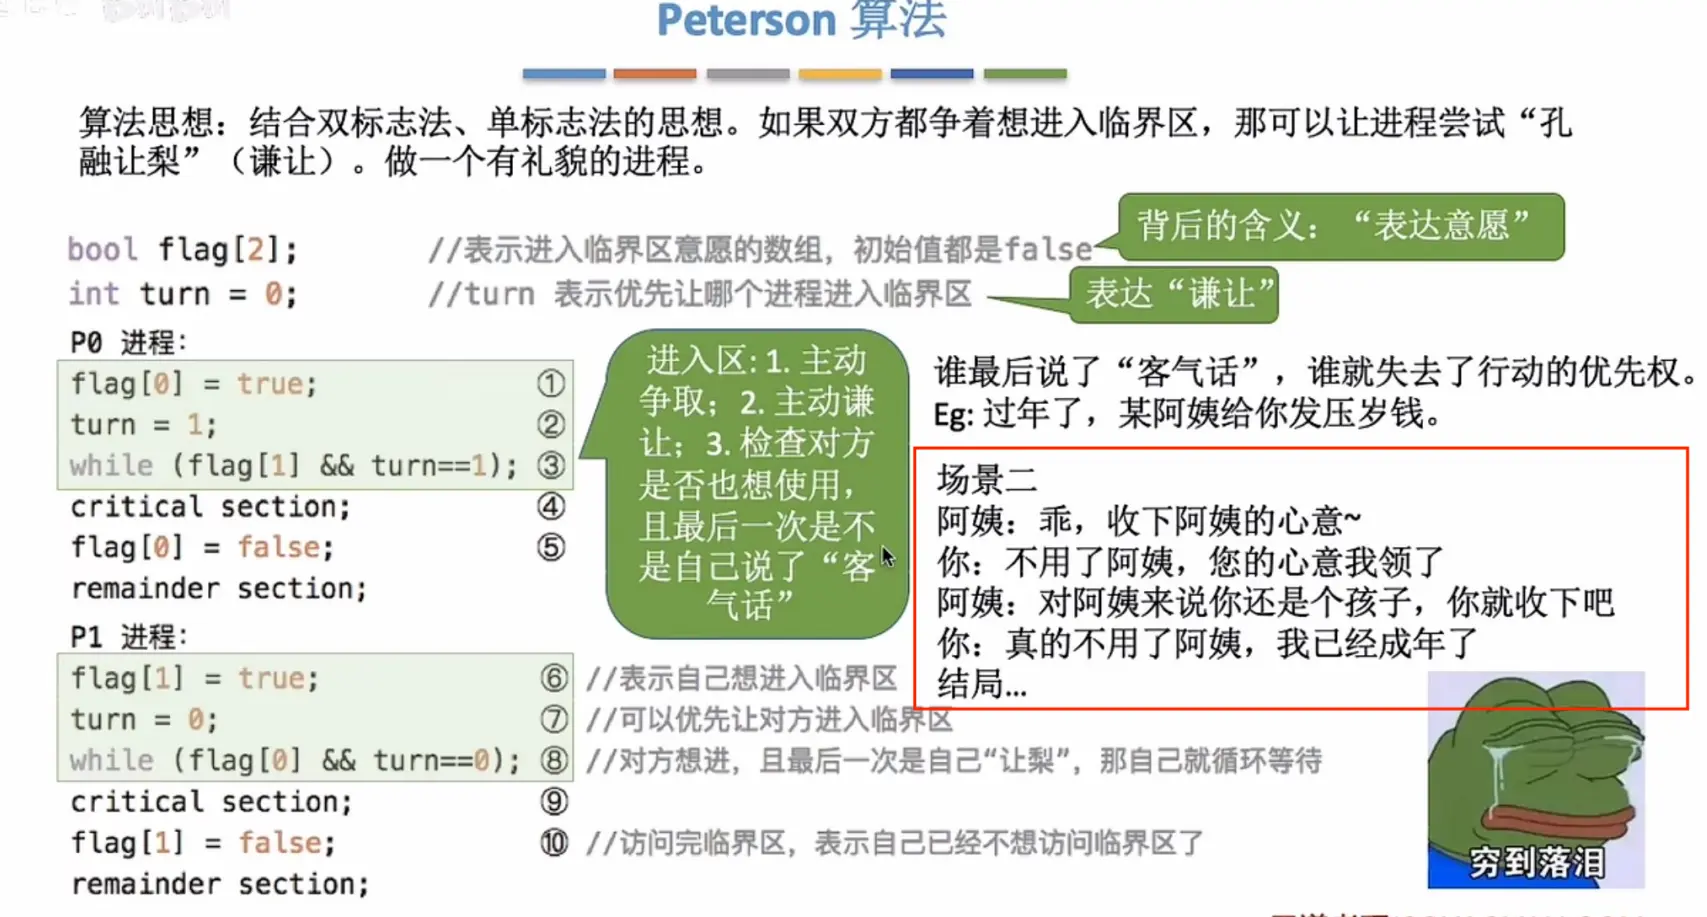 Peterson 算法
算法思想：结合双标志法、单标志法的思想。如果双方都争着想进入临界区，那可以让进程尝试“孔
融让梨”（谦让）。做一个有礼貌的进程。
背后的含义：“表达意愿”
bool flag[2]; //表示进入临界区意愿的数组，初始值都是false
int turn = 0; //turn 表示优先让哪个进程进入临界区
表达“谦让”
P0 进程：
flag[0] = true; ①
turn = 1; ②
while (flag[1] && turn==1); ③
critical section; ④
flag[0] = false; ⑤
remainder section;
进入区: 1. 主动
争取；2. 主动谦
让；3. 检查对方
是否也想使用，
且最后一次是不
是自己说了“客
气话”
谁最后说了“客气话”，谁就失去了行动的优先权。
Eg: 过年了，某阿姨给你发压岁钱。
场景二
阿姨：乖，收下阿姨的心意~
你：不用了阿姨，您的心意我领了
阿姨：对阿姨来说你还是个孩子，你就收下吧
你：真的不用了阿姨，我已经成年了
结局...
P1 进程：
flag[1] = true; ⑥ //表示自己想进入临界区
turn = 0; ⑦ //可以优先让对方进入临界区
while (flag[0] && turn==0); ⑧ //对方想进，且最后一次是自己“让梨”，那自己就循环等待
critical section; ⑨
flag[1] = false; ⑩ //访问完临界区，表示自己已经不想访问临界区了
remainder section;
穷到落泪